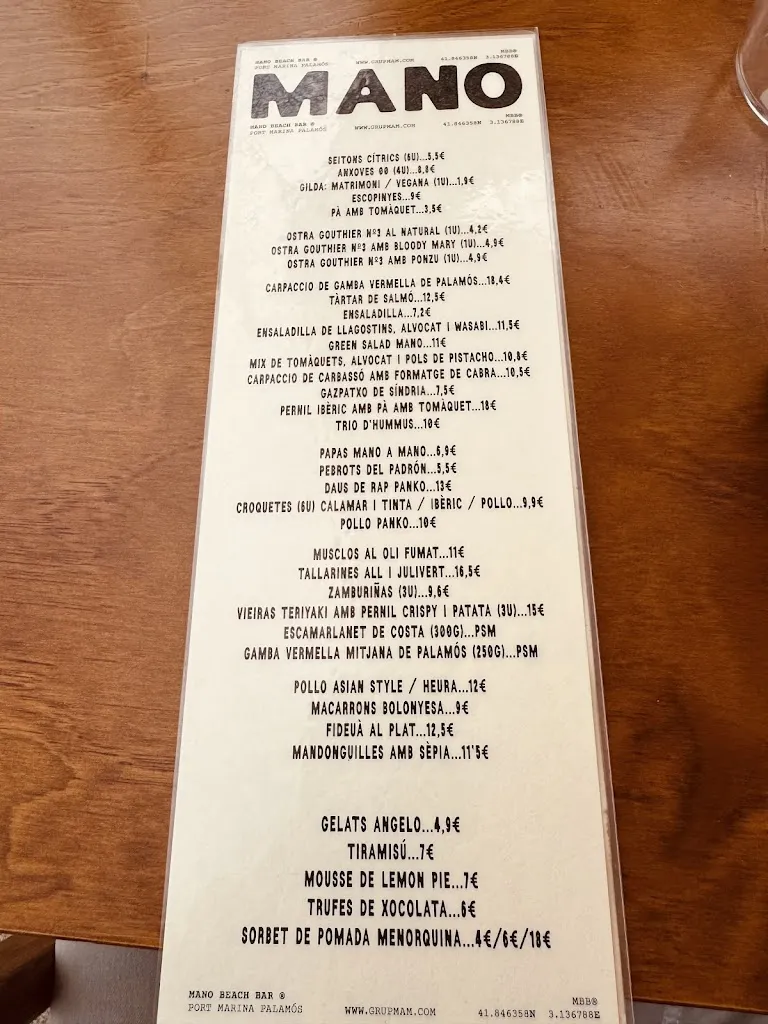 MANO BEACH BAR ® WWW.GRUPMAM.COM MBB®
PORT MARINA PALAMÓS 41.846358N 3.136788E
MANO
MANO BEACH BAR ® WWW.GRUPMAM.COM MBB®
PORT MARINA PALAMÓS 41.846358N 3.136788E
SEITONS CÍTRICS (6U)...5,5€
ANXOVES 00 (4U)...8,8€
GILDA: MATRIMONI / VEGANA (1U)...1,9€
ESCOPINYES...9€
PÀ AMB TOMÀQUET...3,5€
OSTRA GOUTHIER Nº3 AL NATURAL (1U)...4,2€
OSTRA GOUTHIER Nº3 AMB BLOODY MARY (1U)...4,9€
OSTRA GOUTHIER Nº3 AMB PONZU (1U)...4,9€
CARPACCIO DE GAMBA VERMELLA DE PALAMÓS...18,4€
TÀRTAR DE SALMÓ...12,5€
ENSALADILLA...7,2€
ENSALADILLA DE LLAGOSTINS, ALVOCAT I WASABI...11,5€
GREEN SALAD MANO...11€
MIX DE TOMÀQUETS, ALVOCAT I POLS DE PISTACHO...10,8€
CARPACCIO DE CARBASSÓ AMB FORMATGE DE CABRA...10,5€
GAZPATXO DE SÍNDRIA...7,5€
PERNIL IBÈRIC AMB PÀ AMB TOMÀQUET...18€
TRIO D'HUMMUS...10€
PAPAS MANO A MANO...6,9€
PEBROTS DEL PADRÓN...5,5€
DAUS DE RAP PANKO...13€
CROQUETES (6U) CALAMAR I TINTA / IBÈRIC / POLLO...9,9€
POLLO PANKO...10€
MUSCLOS AL OLI FUMAT...11€
TALLARINES ALL I JULIVERT...16,5€
ZAMBURIÑAS (3U)...9,6€
VIEIRAS TERIYAKI AMB PERNIL CRISPY I PATATA (3U)...15€
ESCAMARLANET DE COSTA (300G)...PSM
GAMBA VERMELLA MITJANA DE PALAMÓS (250G)...PSM
POLLO ASIAN STYLE / HEURA...12€
MACARRONS BOLONYESA...9€
FIDEUÀ AL PLAT...12,5€
MANDONGUILLES AMB SÈPIA...11'5€
GELATS ANGELO...4,9€
TIRAMISÚ...7€
MOUSSE DE LEMON PIE...7€
TRUFES DE XOCOLATA...6€
SORBET DE POMADA MENORQUINA...4€/6€/18€
MANO BEACH BAR ® MBB®
PORT MARINA PALAMÓS WWW.GRUPMAM.COM 41.846358N 3.136788E